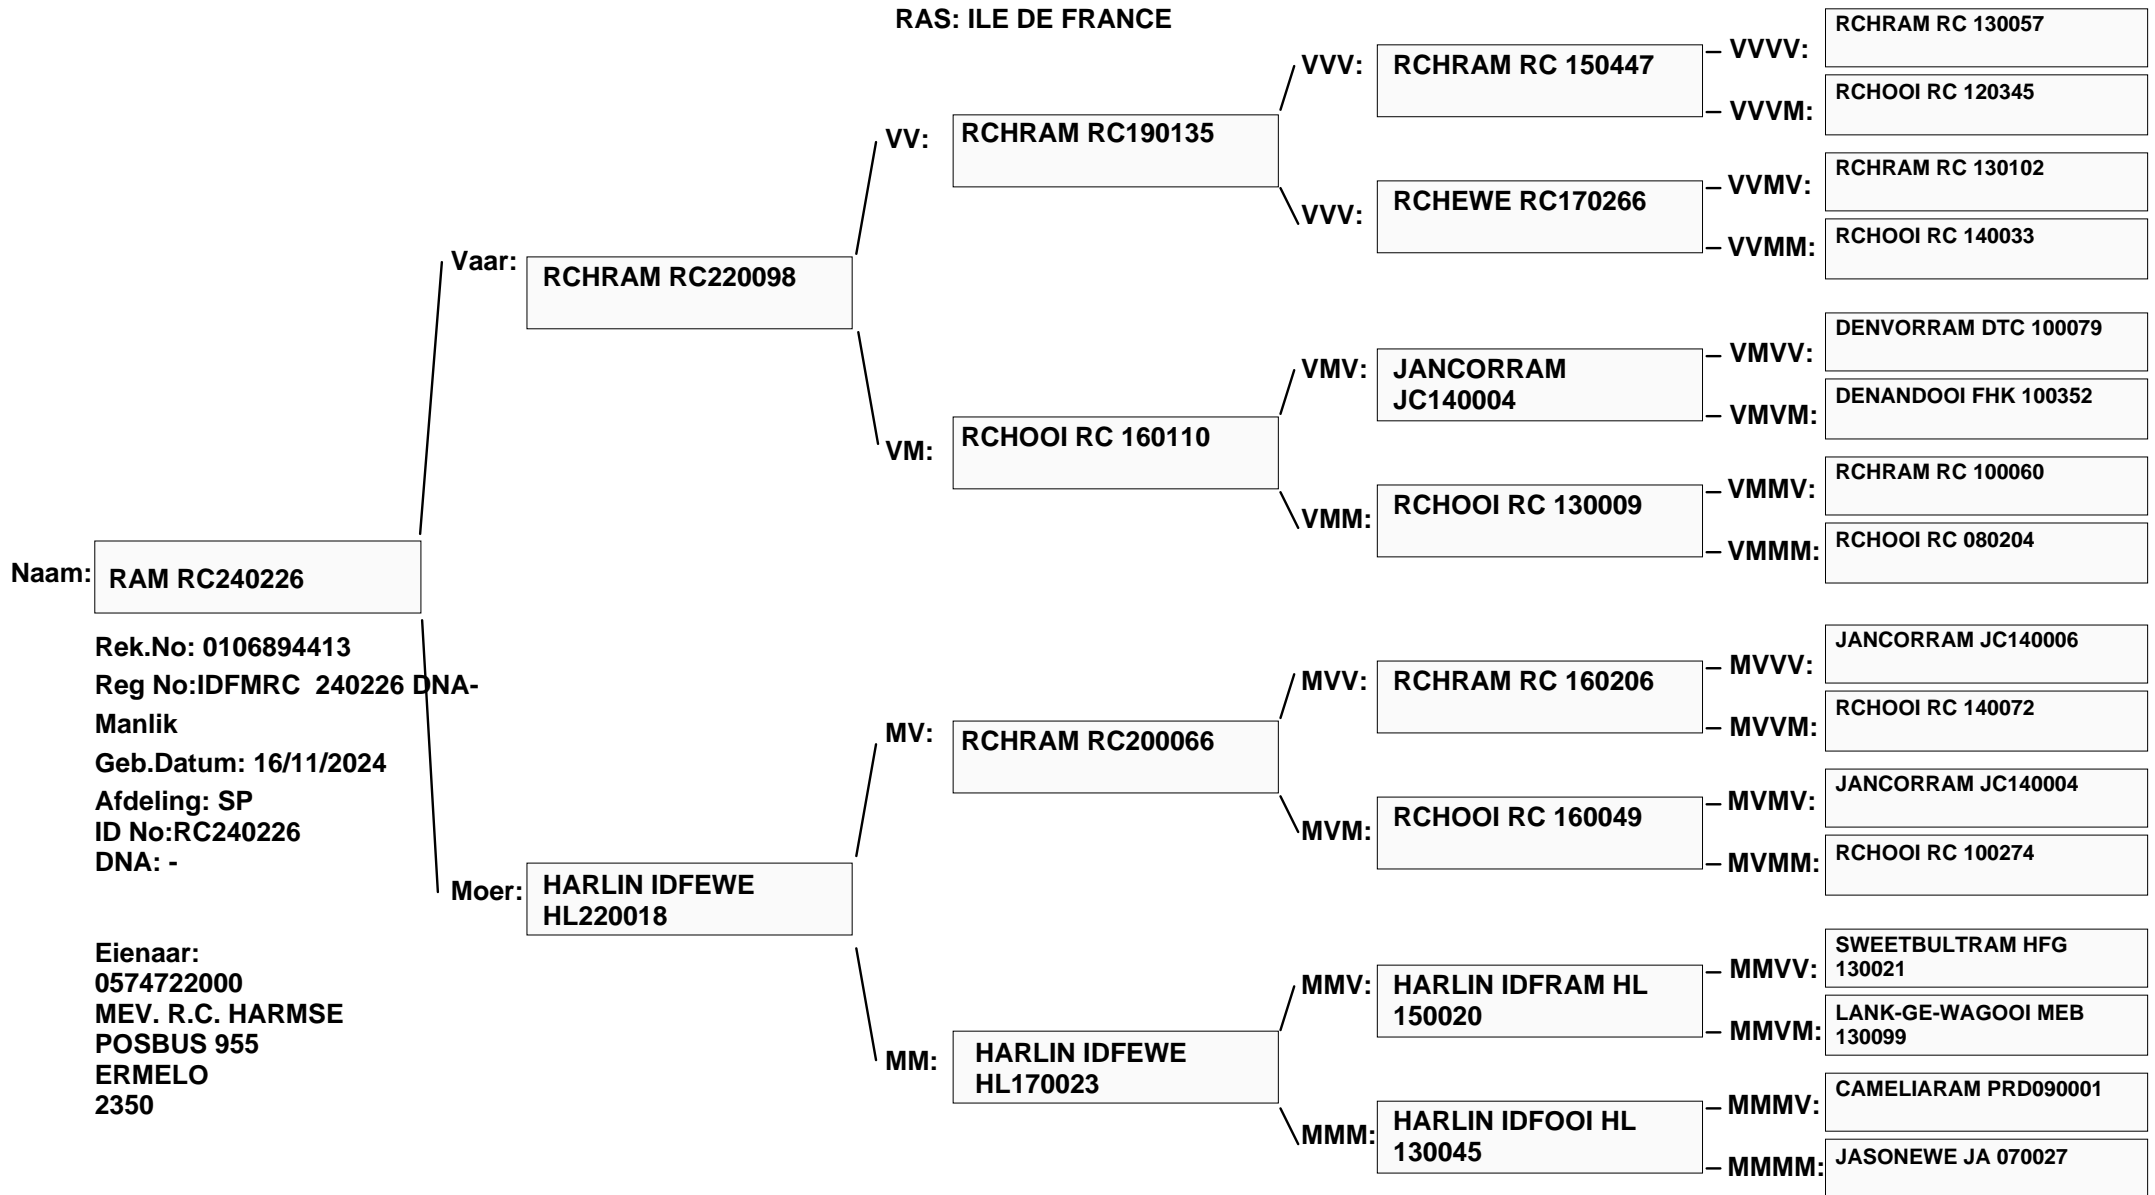 RAS: ILE DE FRANCE
Naam:
RAM RC240226
Rek.No: 0106894413
Reg No:IDFMRC  240226 DNA-
Manlik
Geb.Datum: 16/11/2024
Afdeling: SP
ID No:RC240226
DNA: -
Eienaar:
0574722000
MEV. R.C. HARMSE
POSBUS 955
ERMELO
2350
Vaar:
RCHRAM RC220098
Moer:
HARLIN IDFEWE
HL220018
VV:
RCHRAM RC190135
VM:
RCHOOI RC 160110
MV:
RCHRAM RC200066
MM:
HARLIN IDFEWE
HL170023
VVV:
RCHRAM RC 150447
VVV:
RCHEWE RC170266
VMV:
JANCORRAM
JC140004
VMM:
RCHOOI RC 130009
MVV:
RCHRAM RC 160206
MVM:
RCHOOI RC 160049
MMV:
HARLIN IDFRAM HL
150020
MMM:
HARLIN IDFOOI HL
130045
VVVV:
RCHRAM RC 130057
VVVM:
RCHOOI RC 120345
VVMV:
RCHRAM RC 130102
VVMM:
RCHOOI RC 140033
VMVV:
DENVORRAM DTC 100079
VMVM:
DENANDOOI FHK 100352
VMMV:
RCHRAM RC 100060
VMMM:
RCHOOI RC 080204
MVVV:
JANCORRAM JC140006
MVVM:
RCHOOI RC 140072
MVMV:
JANCORRAM JC140004
MVMM:
RCHOOI RC 100274
MMVV:
SWEETBULTRAM HFG
130021
MMVM:
LANK-GE-WAGOOI MEB
130099
MMMV:
CAMELIARAM PRD090001
MMMM:
JASONEWE JA 070027